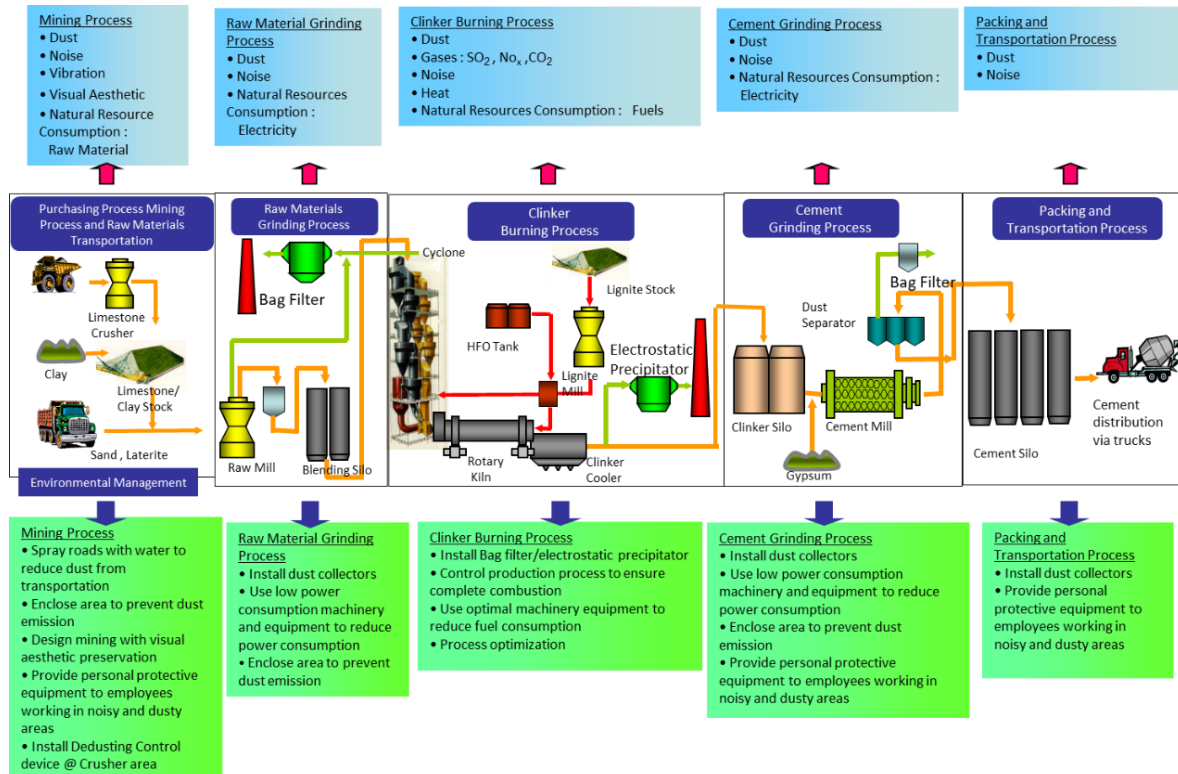 Mining Process
• Dust
• Noise
• Vibration
• Visual Aesthetic
• Natural Resource
Consumption :
Raw Material
Raw Material Grinding
Process
• Dust
• Noise
• Natural Resources
Consumption :
Electricity
Clinker Burning Process
• Dust
• Gases : SO2 , Nox ,CO2
• Noise
• Heat
• Natural Resources Consumption : Fuels
Cement Grinding Process
• Dust
• Noise
• Natural Resources Consumption :
Electricity
Packing and
Transportation Process
• Dust
• Noise
Purchasing Process Mining
Process and Raw Materials
Transportation
Limestone
Crusher
Clay
Limestone/
Clay Stock
Sand , Laterite
Environmental Management
Raw Materials
Grinding Process
Bag Filter
Raw Mill
Blending Silo
Clinker
Burning Process
Cyclone
Lignite Stock
HFO Tank
Lignite
Mill
Electrostatic
Precipitator
Rotary
Kiln
Clinker
Cooler
Cement
Grinding Process
Bag Filter
Dust
Separator
Clinker Silo
Cement Mill
Gypsum
Packing and
Transportation Process
Cement Silo
Cement
distribution
via trucks
Mining Process
• Spray roads with water to
reduce dust from
transportation
• Enclose area to prevent dust
emission
• Design mining with visual
aesthetic preservation
• Provide personal protective
equipment to employees
working in noisy and dusty
areas
• Install Dedusting Control
device @ Crusher area
Raw Material Grinding
Process
• Install dust collectors
• Use low power
consumption machinery
and equipment to reduce
power consumption
• Enclose area to prevent
dust emission
Clinker Burning Process
• Install Bag filter/electrostatic precipitator
• Control production process to ensure
complete combustion
• Use optimal machinery equipment to
reduce fuel consumption
• Process optimization
Cement Grinding Process
• Install dust collectors
• Use low power consumption
machinery and equipment to reduce
power consumption
• Enclose area to prevent dust
emission
• Provide personal protective
equipment to employees working in
noisy and dusty areas
Packing and
Transportation Process
• Install dust collectors
• Provide personal
protective equipment to
employees working in
noisy and dusty areas